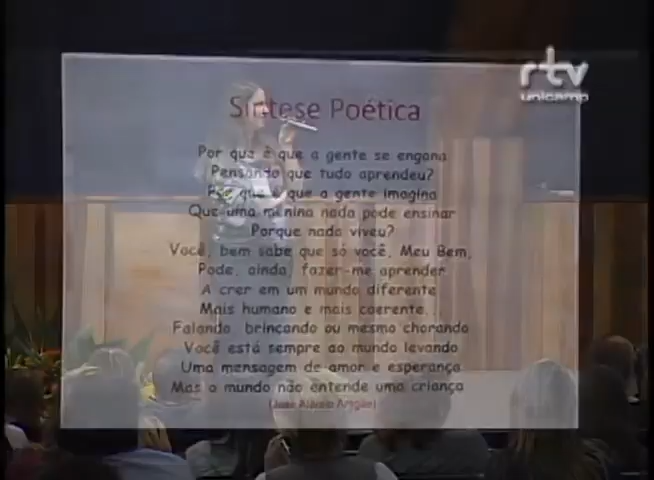 rtv
unicamp
Síntese Poética
Por que é que a gente se engana
Pensando que tudo aprendeu?
Por que é que a gente imagina
Que uma menina nada pode ensinar
Porque nada viveu?
Você, bem sabe que só você, Meu Bem,
Pode, ainda, fazer-me aprender
A crer em um mundo diferente
Mais humano e mais coerente.
Falando, brincando ou mesmo chorando
Você está sempre ao mundo levando
Uma mensagem de amor e esperança
Mas o mundo não entende uma criança